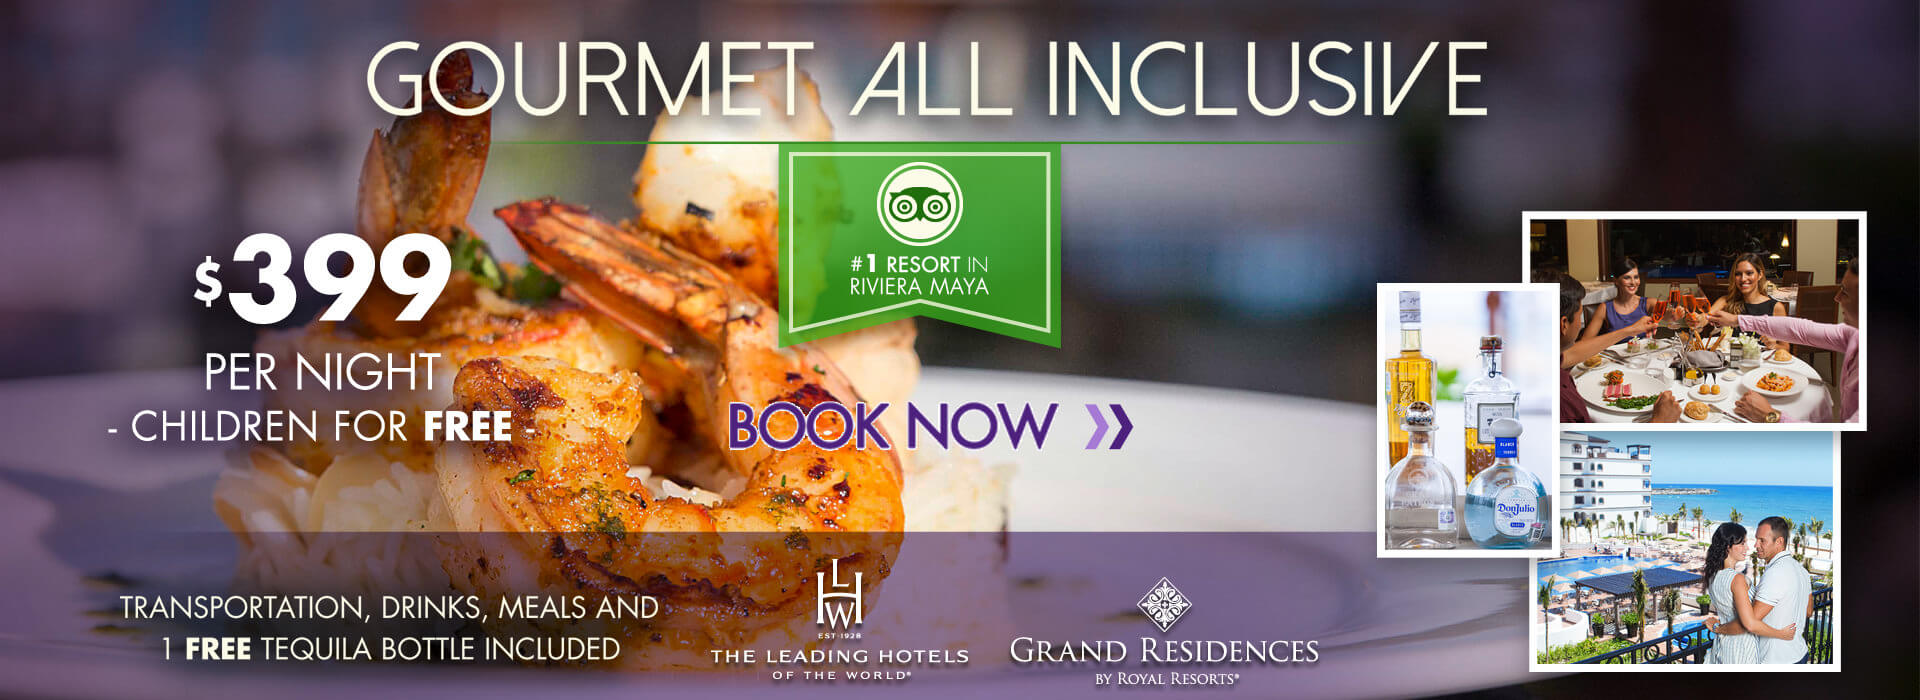 GOURMET ALL INCLUSIVE
#1 RESORT IN
RIVIERA MAYA
$399
PER NIGHT
- CHILDREN FOR FREE -
BOOK NOW
TRANSPORTATION, DRINKS, MEALS AND
1 FREE TEQUILA BOTTLE INCLUDED
LHW
EST·1928
THE LEADING HOTELS
OF THE WORLD®
GRAND RESIDENCES
BY ROYAL RESORTS®
Don Julio
BLANCO